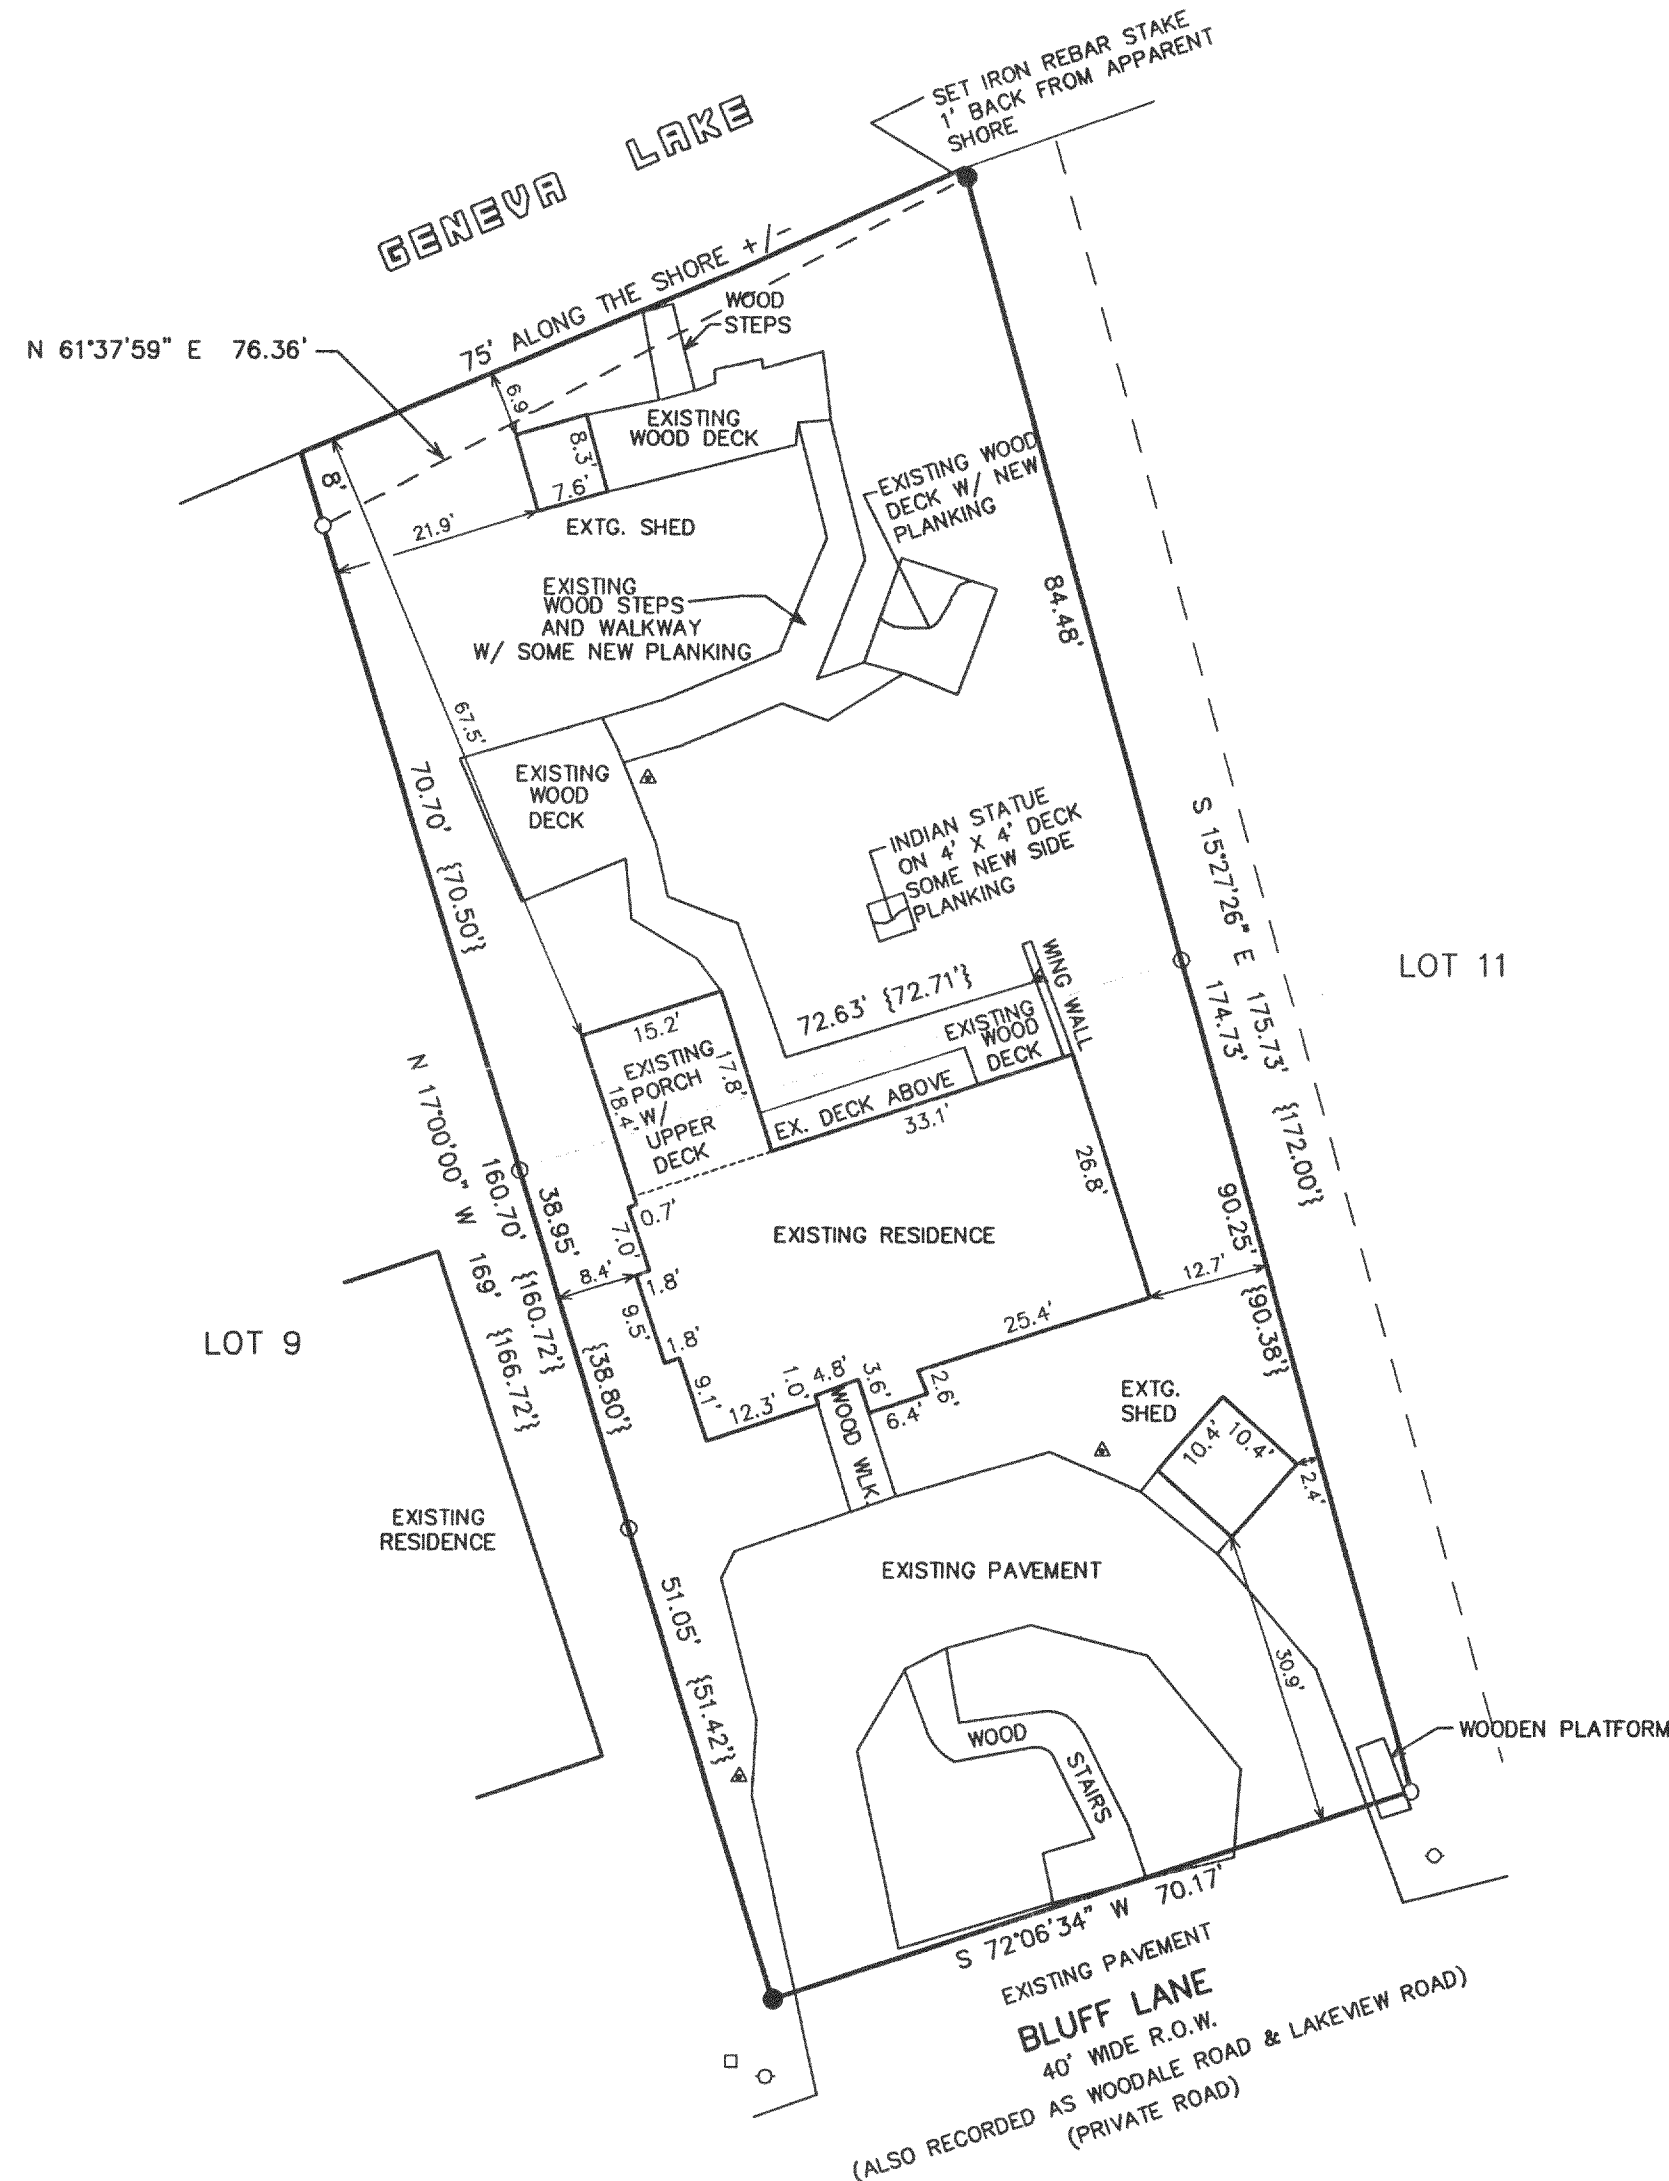 SET IRON REBAR STAKE
1' BACK FROM APPARENT
SHORE
GENEVA LAKE
75' ALONG THE SHORE +/-
N 61°37'59" E 76.36'
WOOD
STEPS
6.9'
8'
EXISTING
WOOD DECK
8.3'
7.6'
21.9'
EXTG. SHED
EXISTING WOOD
DECK W/ NEW
PLANKING
EXISTING
WOOD STEPS
AND WALKWAY
W/ SOME NEW PLANKING
84.48'
67.5'
EXISTING
WOOD
DECK
70.70' {70.50'}
INDIAN STATUE
ON 4' X 4' DECK
SOME NEW SIDE
PLANKING
S 15°27'26" E 175.73' {172.00'}
174.73'
LOT 11
WING WALL
72.63' {72.71'}
EXISTING
WOOD
DECK
15.2'
EXISTING
PORCH
W/
UPPER
DECK
17.8'
18.4'
EX. DECK ABOVE
33.1'
26.8'
N 17°00'00" W 169' {166.72'}
160.70' {160.72'}
38.95' {38.80'}
0.7'
7.0'
EXISTING RESIDENCE
8.4'
1.8'
9.5'
1.8'
9.1'
12.3'
1.0'
4.8'
3.6'
6.4'
2.6'
25.4'
12.7'
90.25' {90.38'}
LOT 9
WOOD WLK.
EXTG.
SHED
10.4'
10.4'
2.4'
EXISTING
RESIDENCE
EXISTING PAVEMENT
51.05' {51.42'}
30.9'
WOOD
STAIRS
WOODEN PLATFORM
S 72°06'34" W 70.17'
EXISTING PAVEMENT
BLUFF LANE
40' WIDE R.O.W.
(ALSO RECORDED AS WOODALE ROAD & LAKEVIEW ROAD)
(PRIVATE ROAD)